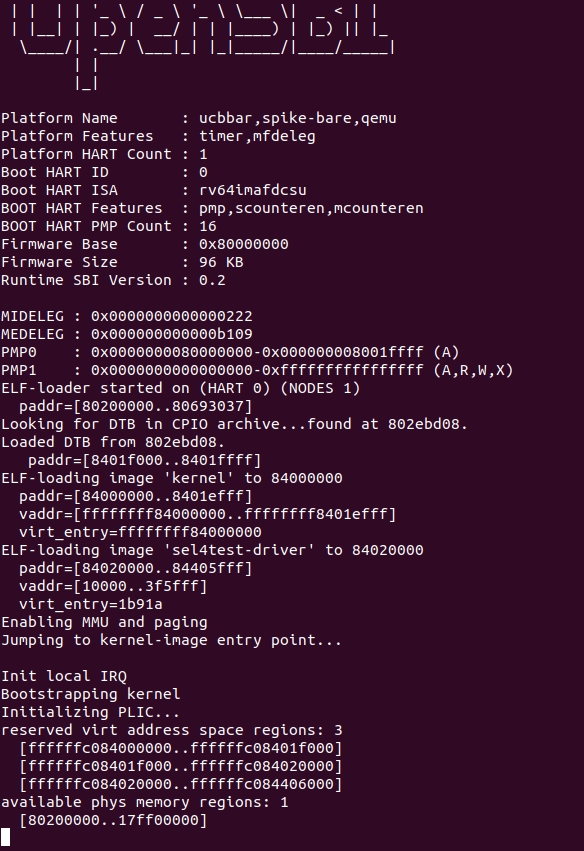 | |  | | '_ \ / _ \ '_ \ \___ \|  _ < | |
 | |__| | |_) |  __/ | | |____) | |_) || |_
  \____/| .__/ \___|_| |_|_____/|____/_____|
        | |
        |_|
Platform Name       : ucbbar,spike-bare,qemu
Platform Features   : timer,mfdeleg
Platform HART Count : 1
Boot HART ID        : 0
Boot HART ISA       : rv64imafdcsu
BOOT HART Features  : pmp,scounteren,mcounteren
BOOT HART PMP Count : 16
Firmware Base       : 0x80000000
Firmware Size       : 96 KB
Runtime SBI Version : 0.2
MIDELEG : 0x0000000000000222
MEDELEG : 0x000000000000b109
PMP0    : 0x0000000080000000-0x000000008001ffff (A)
PMP1    : 0x0000000000000000-0xffffffffffffffff (A,R,W,X)
ELF-loader started on (HART 0) (NODES 1)
  paddr=[80200000..80693037]
Looking for DTB in CPIO archive...found at 802ebd08.
Loaded DTB from 802ebd08.
   paddr=[8401f000..8401ffff]
ELF-loading image 'kernel' to 84000000
  paddr=[84000000..8401efff]
  vaddr=[ffffffff84000000..ffffffff8401efff]
  virt_entry=ffffffff84000000
ELF-loading image 'sel4test-driver' to 84020000
  paddr=[84020000..84405fff]
  vaddr=[10000..3f5fff]
  virt_entry=1b91a
Enabling MMU and paging
Jumping to kernel-image entry point...
Init local IRQ
Bootstrapping kernel
Initializing PLIC...
reserved virt address space regions: 3
  [ffffffc084000000..ffffffc08401f000]
  [ffffffc08401f000..ffffffc084020000]
  [ffffffc084020000..ffffffc084406000]
available phys memory regions: 1
  [80200000..17ff00000]